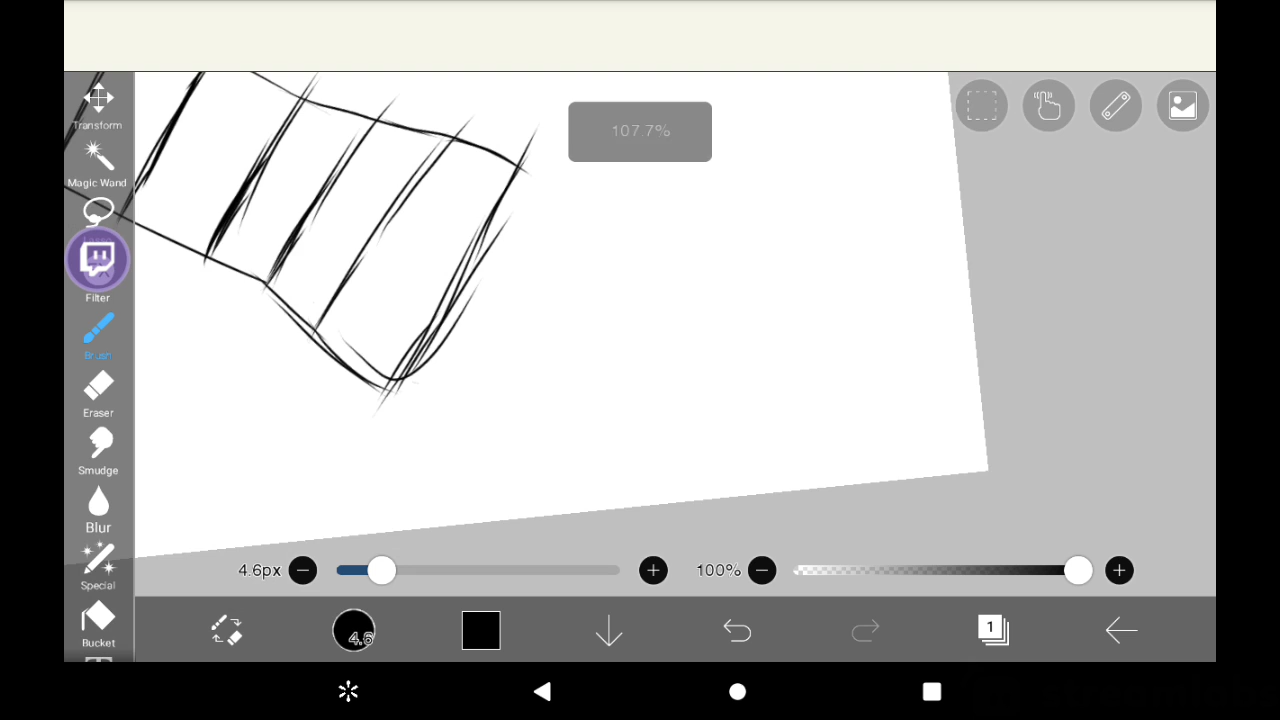 107.7%
Transform
Magic Wand
Filter
Brush
Eraser
Smudge
Blur
Special
Bucket
4.6px
100%
4.6
1